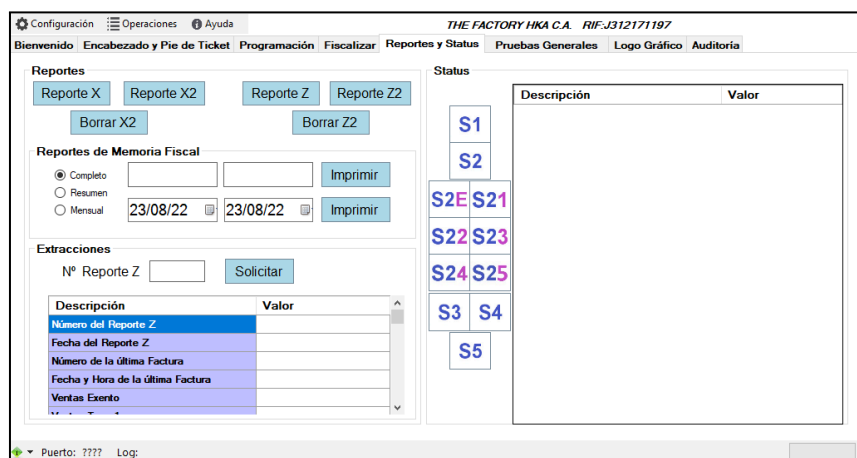 Configuración Operaciones Ayuda THE FACTORY HKA C.A. RIF:J312171197
Bienvenido Encabezado y Pie de Ticket Programación Fiscalizar Reportes y Status Pruebas Generales Logo Gráfico Auditoría
Reportes
Reporte X Reporte X2 Reporte Z Reporte Z2
Borrar X2 Borrar Z2
Reportes de Memoria Fiscal
Completo Imprimir
Resumen
Mensual 23/08/22 23/08/22 Imprimir
Extracciones
Nº Reporte Z Solicitar
Descripción Valor
Número del Reporte Z
Fecha del Reporte Z
Número de la última Factura
Fecha y Hora de la última Factura
Ventas Exento
Status
S1
S2
S2E S21
S22 S23
S24 S25
S3 S4
S5
Descripción Valor
Puerto: ???? Log: